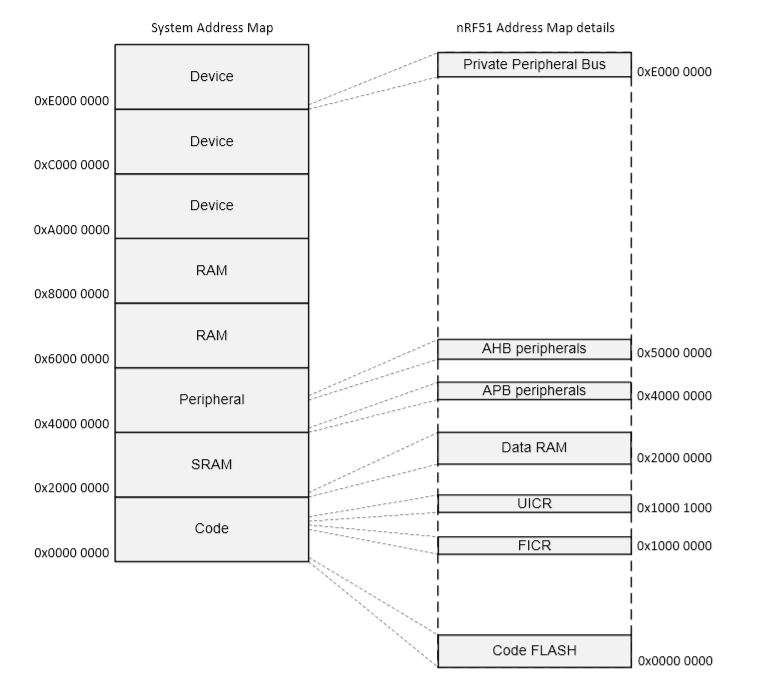 System Address Map
Device
0xE000 0000
Device
0xC000 0000
Device
0xA000 0000
RAM
0x8000 0000
RAM
0x6000 0000
Peripheral
0x4000 0000
SRAM
0x2000 0000
Code
0x0000 0000
nRF51 Address Map details
Private Peripheral Bus
0xE000 0000
AHB peripherals
0x5000 0000
APB peripherals
0x4000 0000
Data RAM
0x2000 0000
UICR
0x1000 1000
FICR
0x1000 0000
Code FLASH
0x0000 0000